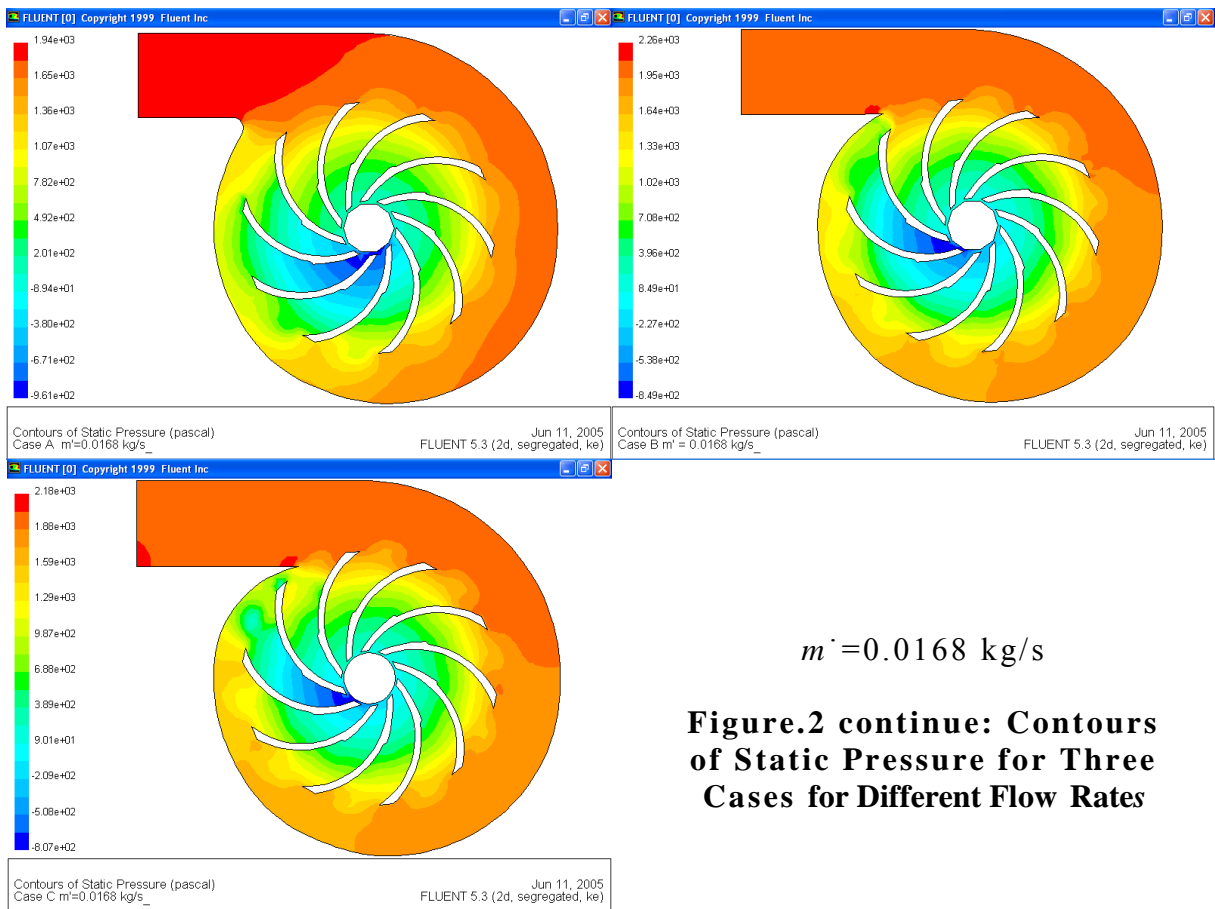 FLUENT [0] Copyright 1999 Fluent Inc
1.94e+03
1.65e+03
1.36e+03
1.07e+03
7.82e+02
4.92e+02
2.01e+02
-8.94e+01
-3.80e+02
-6.71e+02
-9.61e+02
Contours of Static Pressure (pascal)
Case A m'=0.0168 kg/s_
Jun 11, 2005
FLUENT 5.3 (2d, segregated, ke)
FLUENT [0] Copyright 1999 Fluent Inc
2.26e+03
1.95e+03
1.64e+03
1.33e+03
1.02e+03
7.08e+02
3.96e+02
8.49e+01
-2.27e+02
-5.38e+02
-8.49e+02
Contours of Static Pressure (pascal)
Case B m' = 0.0168 kg/s_
Jun 11, 2005
FLUENT 5.3 (2d, segregated, ke)
FLUENT [0] Copyright 1999 Fluent Inc
2.18e+03
1.88e+03
1.59e+03
1.29e+03
9.87e+02
6.88e+02
3.89e+02
9.01e+01
-2.09e+02
-5.08e+02
-8.07e+02
Contours of Static Pressure (pascal)
Case C m'=0.0168 kg/s_
Jun 11, 2005
FLUENT 5.3 (2d, segregated, ke)
m˙=0.0168 kg/s
Figure.2 continue: Contours
of Static Pressure for Three
Cases for Different Flow Rates